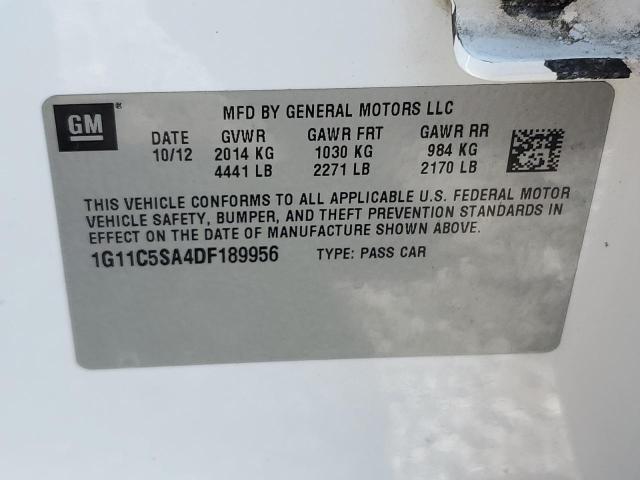 GM®
MFD BY GENERAL MOTORS LLC
DATE GVWR GAWR FRT GAWR RR
10/12 2014 KG 1030 KG 984 KG
4441 LB 2271 LB 2170 LB
THIS VEHICLE CONFORMS TO ALL APPLICABLE U.S. FEDERAL MOTOR
VEHICLE SAFETY, BUMPER, AND THEFT PREVENTION STANDARDS IN
EFFECT ON THE DATE OF MANUFACTURE SHOWN ABOVE.
1G11C5SA4DF189956 TYPE: PASS CAR